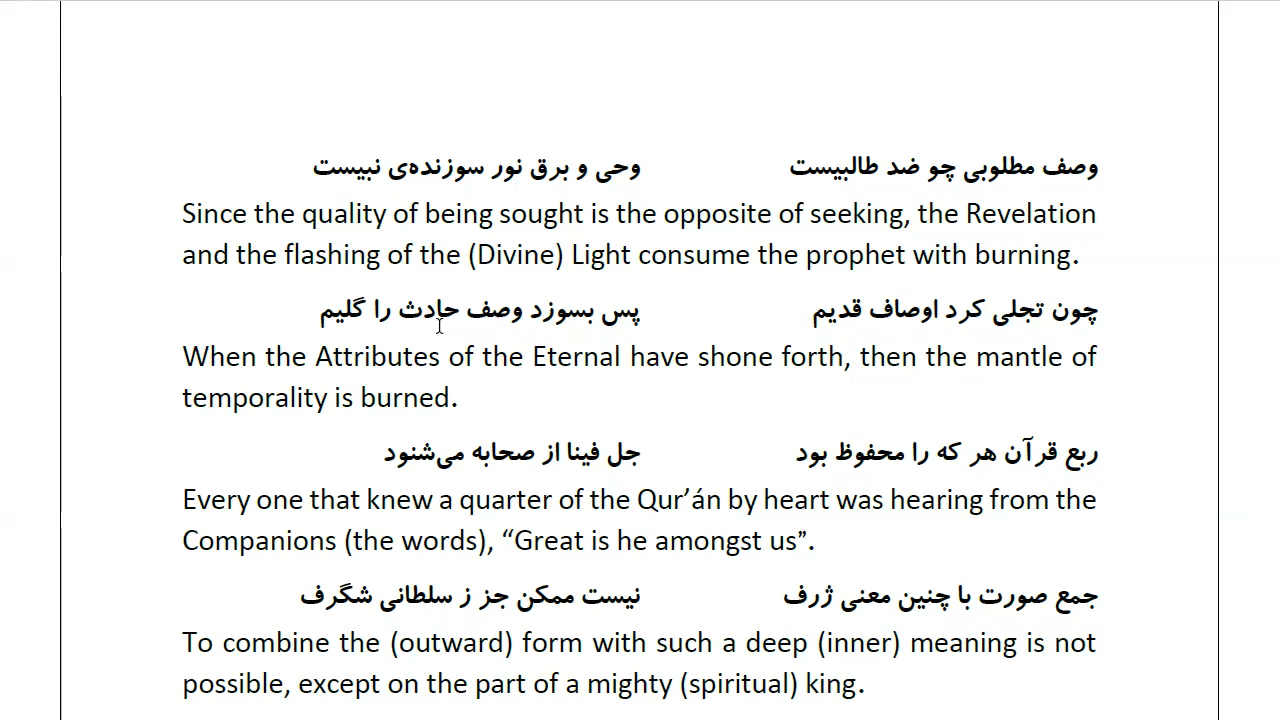 وصف مطلوبی چو ضد طالبیست وحی و برق نور سوزنده‌ی نبیست
Since the quality of being sought is the opposite of seeking, the Revelation
and the flashing of the (Divine) Light consume the prophet with burning.
چون تجلی کرد اوصاف قدیم پس بسوزد وصف حادث را گلیم
When the Attributes of the Eternal have shone forth, then the mantle of
temporality is burned.
ربع قرآن هر که را محفوظ بود جل فینا از صحابه می‌شنود
Every one that knew a quarter of the Qur’án by heart was hearing from the
Companions (the words), “Great is he amongst us”.
جمع صورت با چنین معنی ژرف نیست ممکن جز ز سلطانی شگرف
To combine the (outward) form with such a deep (inner) meaning is not
possible, except on the part of a mighty (spiritual) king.